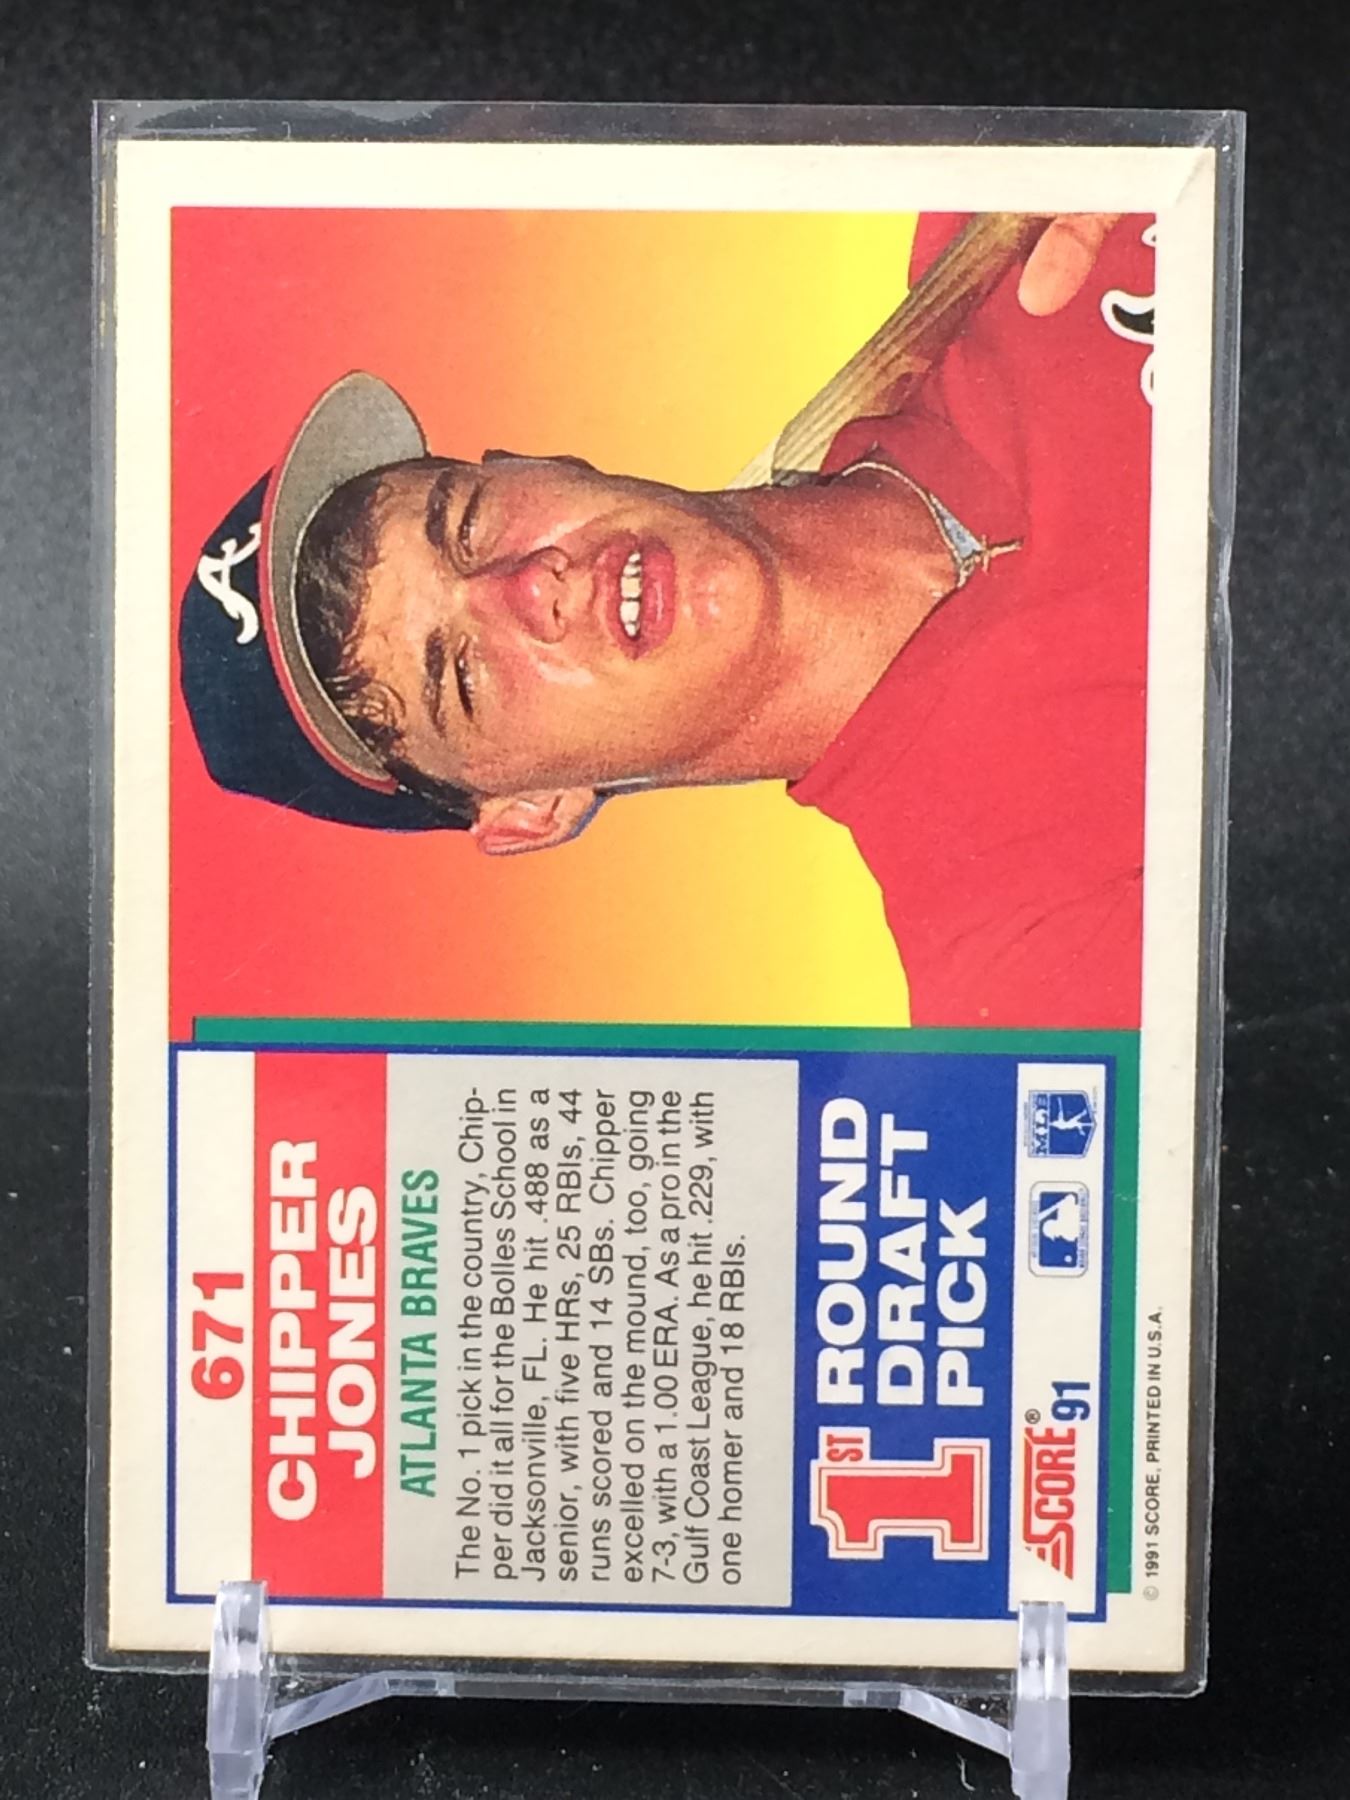 671
CHIPPER
JONES
ATLANTA BRAVES
The No. 1 pick in the country, Chip-
per did it all for the Bolles School in
Jacksonville, FL. He hit .488 as a
senior, with five HRs, 25 RBIs, 44
runs scored and 14 SBs. Chipper
excelled on the mound, too, going
7-3, with a 1.00 ERA. As a pro in the
Gulf Coast League, he hit .229, with
one homer and 18 RBIs.
1ST ROUND
DRAFT
PICK
SCORE® 91
© 1991 SCORE, PRINTED IN U.S.A.
A